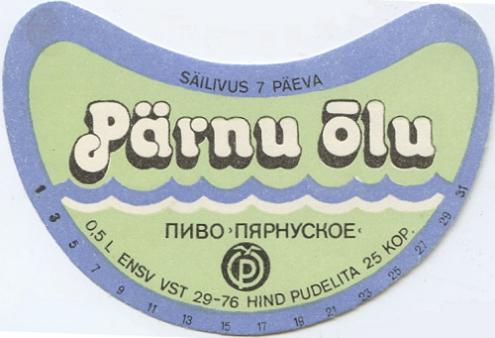 SÄILIVUS 7 PÄEVA
Pärnu õlu
ПИВО ›ПЯРНУСКОЕ‹
0,5 L ENSV VST 29-76 HIND PUDELITA 25 KOP.
1 3 5 7 9 11 13 15 17 19 21 23 25 27 29 31